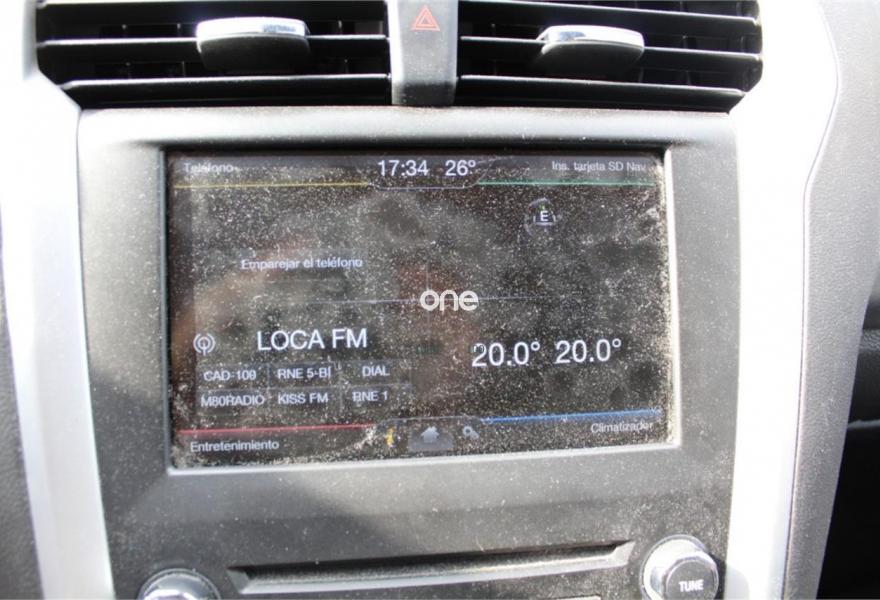 Teléfono
17:34 26°
Ins. tarjeta SD Nav
E
Emparejar el teléfono
one
LOCA FM
20.0° 20.0°
CAD-100 RNE 5-BI DIAL
M80RADIO KISS FM RNE 1
Entretenimiento
i
Climatizador
TUNE